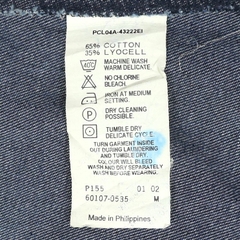 PCL04A-43222EI
65% COTTON
35% LYOCELL
MACHINE WASH
WARM DELICATE
NO CHLORINE
BLEACH.
IRON AT MEDIUM
SETTING.
DRY CLEANING
POSSIBLE.
TUMBLE DRY
DELICATE CYCLE
TURN GARMENT INSIDE
OUT DURING LAUNDERING
AND TUMBLE DRY.
COLOUR WILL BLEED
WASH AND DRY SEPARATELY
WASH BEFORE WEARING.
P155 01 02
60107-0535 M
Made in Philippines